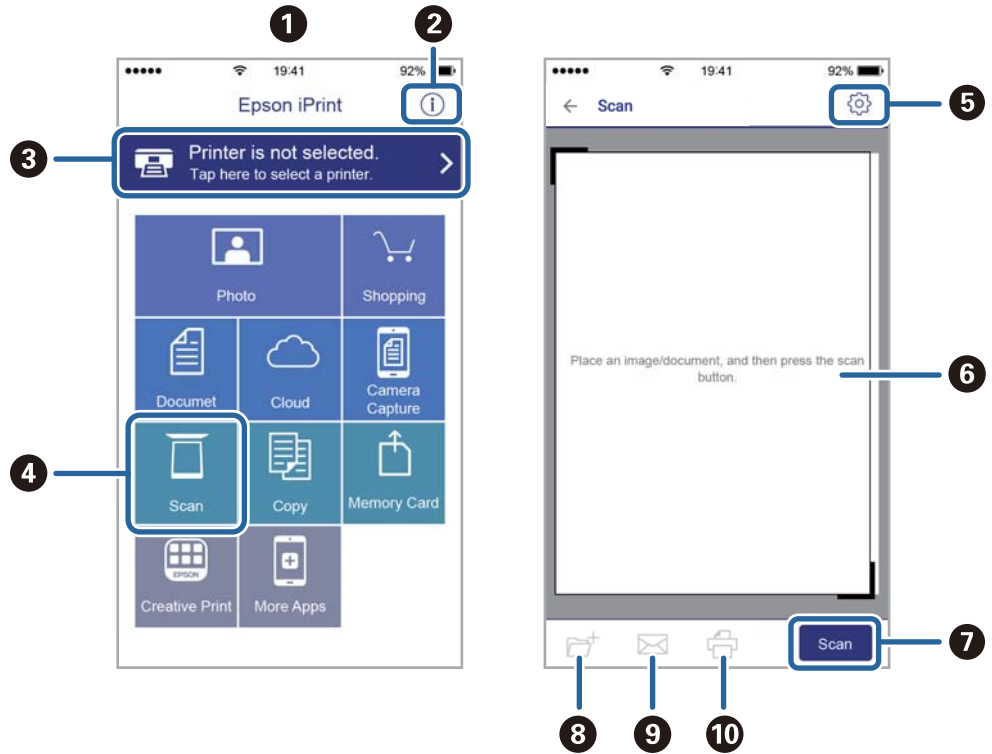 1
2
19:41
92%
Epson iPrint
3
Printer is not selected.
Tap here to select a printer.
Photo
Shopping
Documet
Cloud
Camera
Capture
4
Scan
Copy
Memory Card
EPSON
Creative Print
More Apps
19:41
92%
Scan
5
Place an image/document, and then press the scan
button.
6
Scan
7
8
9
10